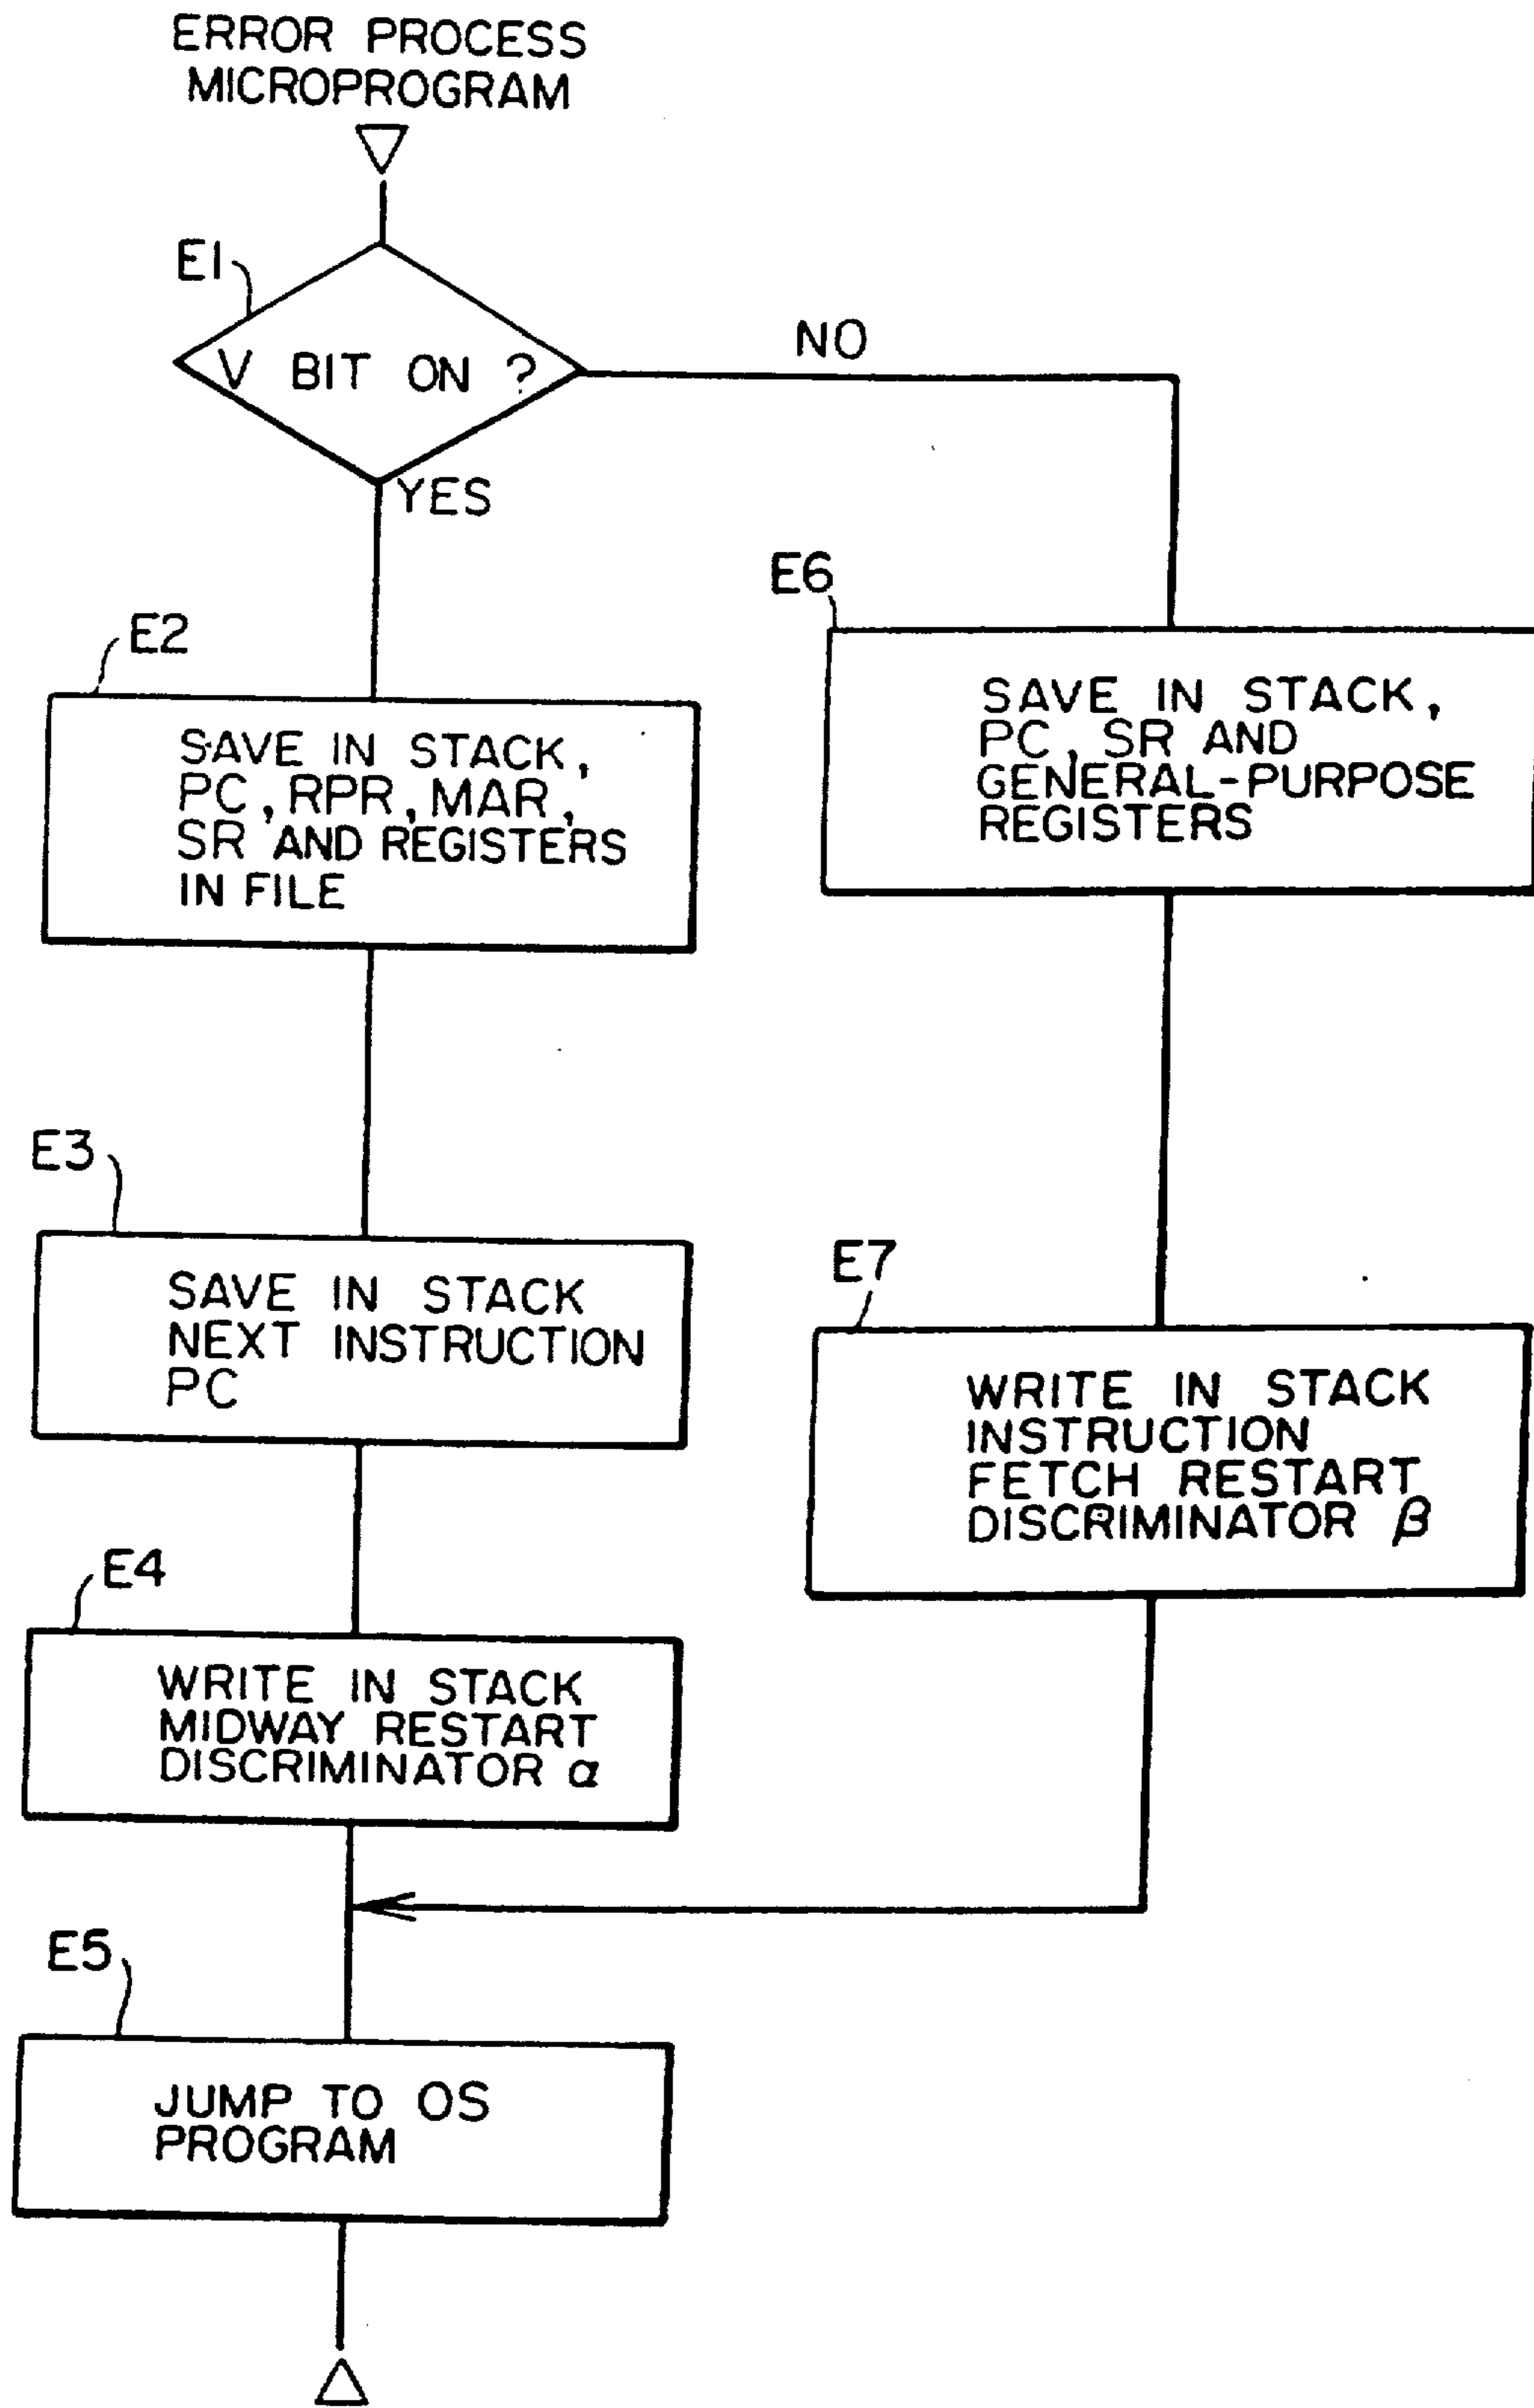 ERROR PROCESS
MICROPROGRAM
E1
V BIT ON ?
NO
YES
E2
SAVE IN STACK,
PC, RPR, MAR,
SR AND REGISTERS
IN FILE
E6
SAVE IN STACK,
PC, SR AND
GENERAL-PURPOSE
REGISTERS
E3
SAVE IN STACK
NEXT INSTRUCTION
PC
E7
WRITE IN STACK
INSTRUCTION
FETCH RESTART
DISCRIMINATOR β
E4
WRITE IN STACK
MIDWAY RESTART
DISCRIMINATOR α
E5
JUMP TO OS
PROGRAM